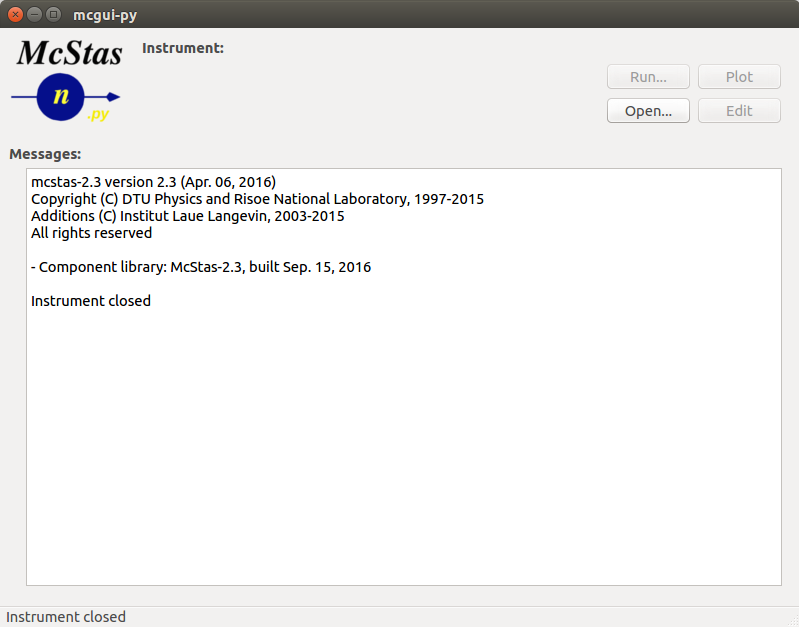 mcgui-py
McStas
n
.py
Instrument:
Run...
Plot
Open...
Edit
Messages:
mcstas-2.3 version 2.3 (Apr. 06, 2016)
Copyright (C) DTU Physics and Risoe National Laboratory, 1997-2015
Additions (C) Institut Laue Langevin, 2003-2015
All rights reserved
- Component library: McStas-2.3, built Sep. 15, 2016
Instrument closed
Instrument closed